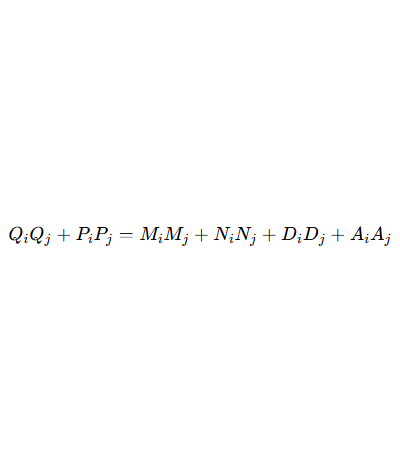 Q_iQ_j + P_iP_j = M_iM_j + N_iN_j + D_iD_j + A_iA_j